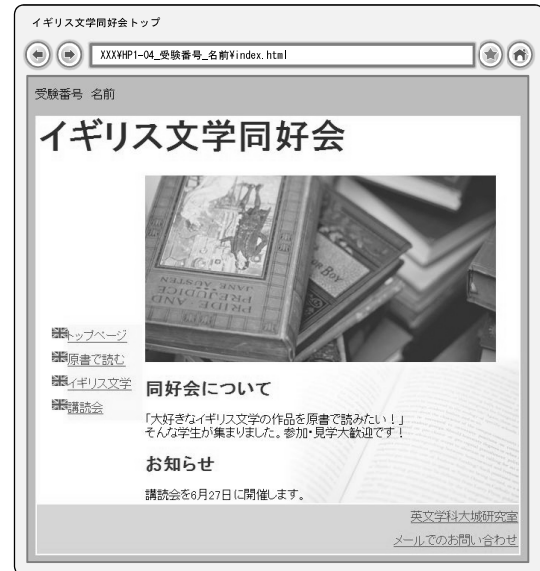 イギリス文学同好会トップ
XXX¥HP1-04_受験番号_名前¥index.html
受験番号 名前
イギリス文学同好会
PRIDE AND PREJUDICE
JANE AUSTEN
トップページ
原書で読む
イギリス文学
講読会
同好会について
「大好きなイギリス文学の作品を原書で読みたい！」
そんな学生が集まりました。参加・見学大歓迎です！
お知らせ
講読会を6月27日に開催します。
英文学科大城研究室
メールでのお問い合わせ